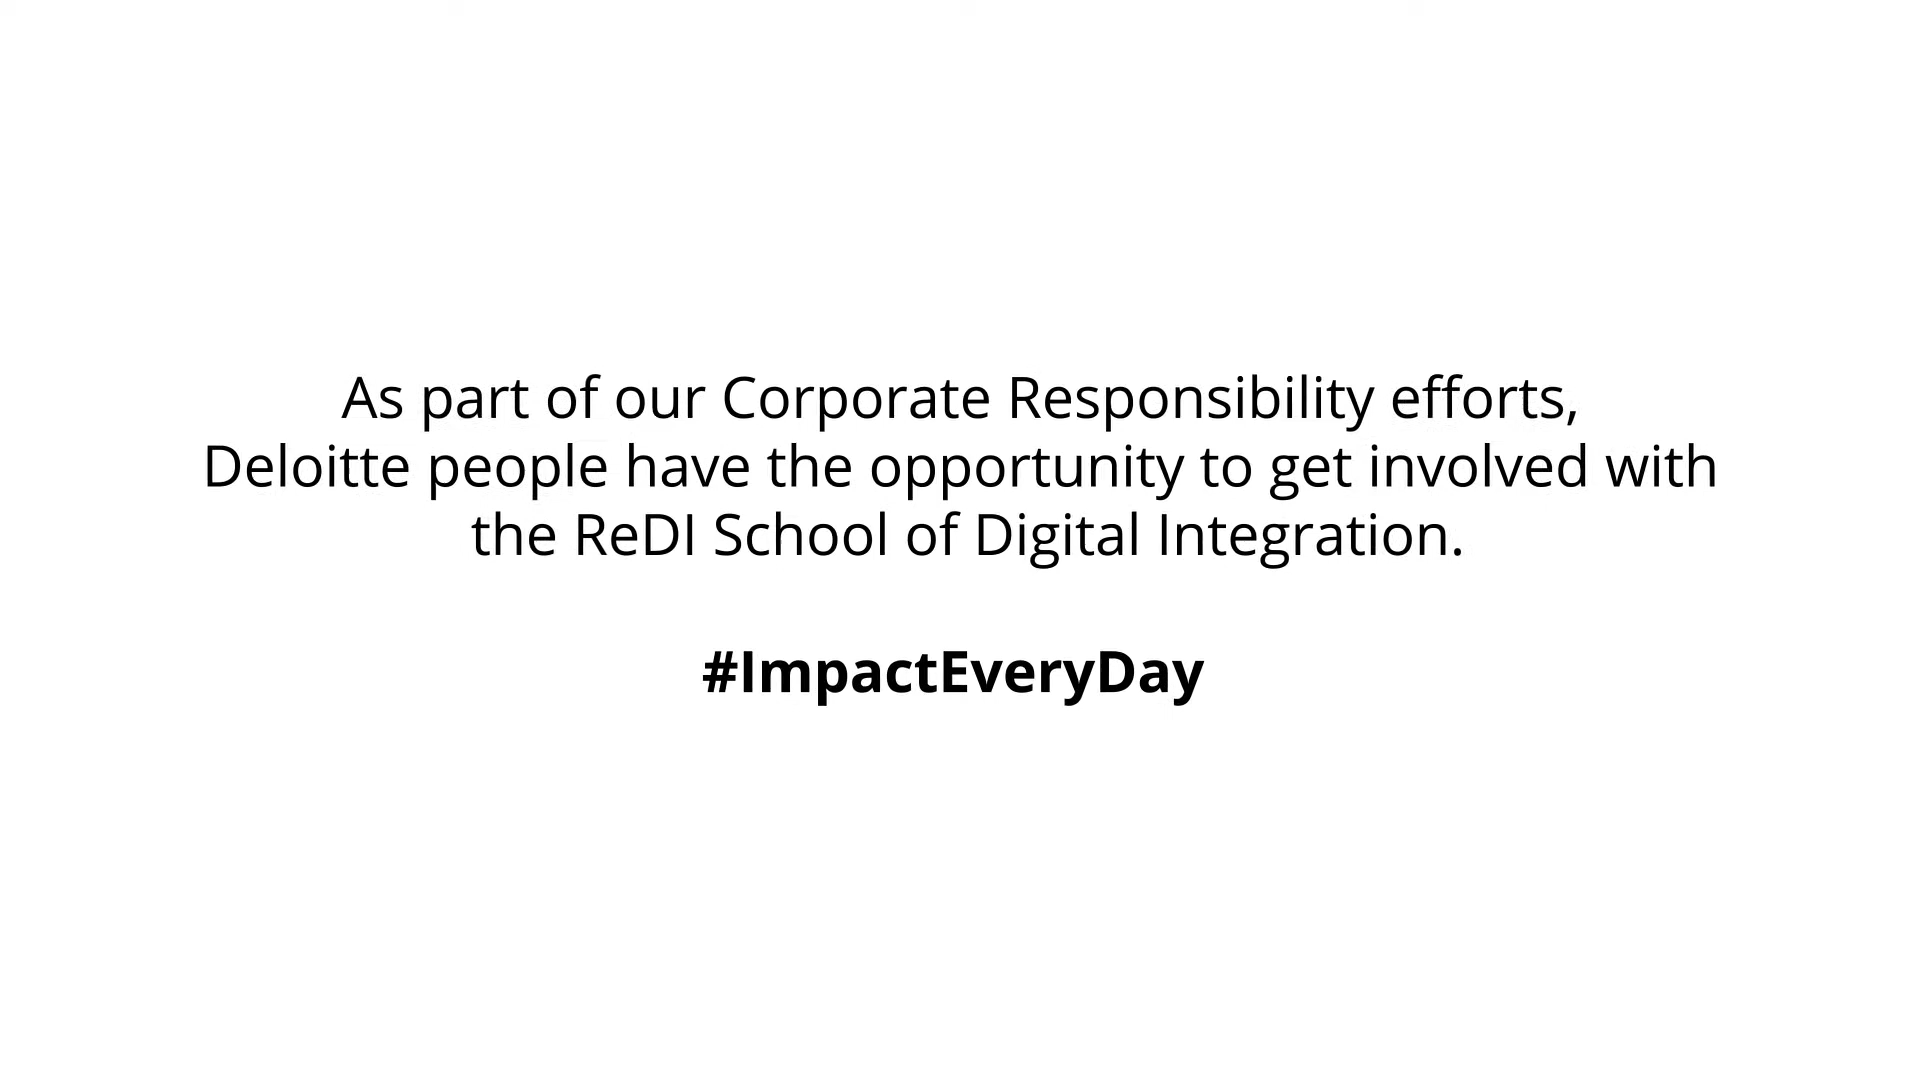 As part of our Corporate Responsibility efforts,
Deloitte people have the opportunity to get involved with
the ReDI School of Digital Integration.
#ImpactEveryDay